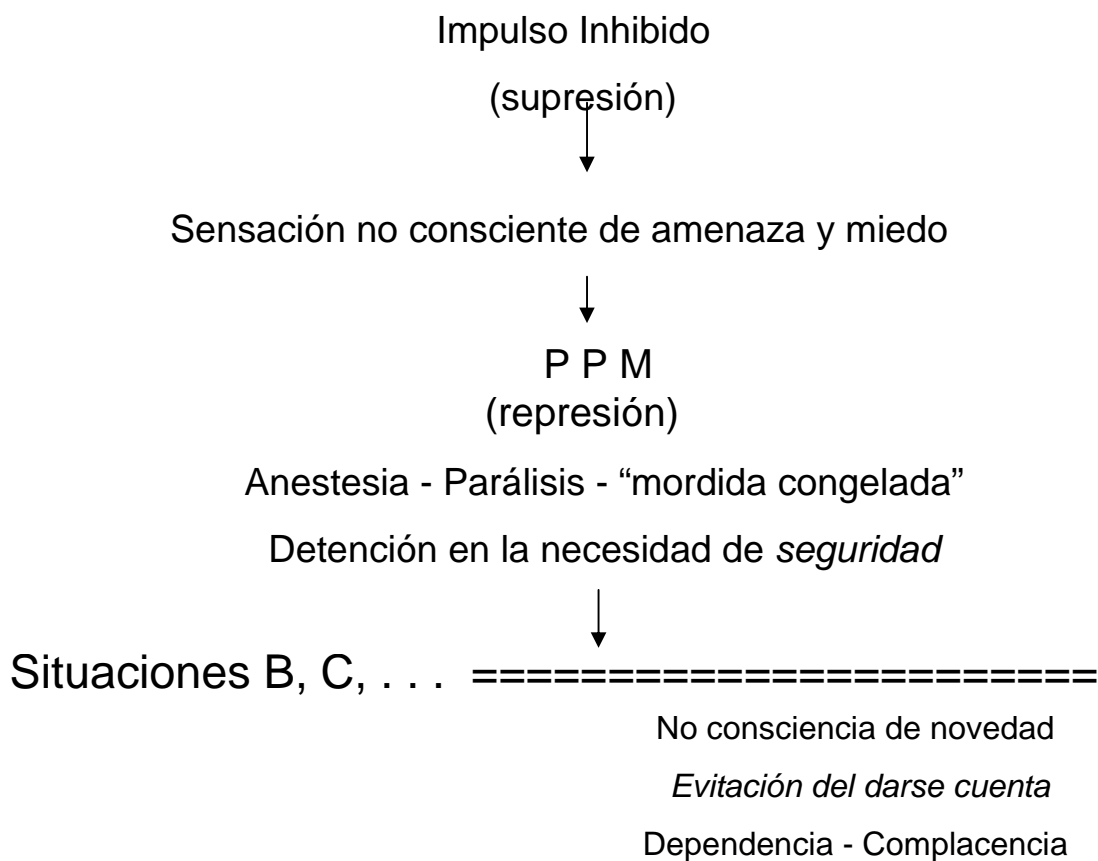 Impulso Inhibido
(supresión)
Sensación no consciente de amenaza y miedo
P P M
(represión)
Anestesia - Parálisis - “mordida congelada”
Detención en la necesidad de seguridad
Situaciones B, C, . . . =======================
No consciencia de novedad
Evitación del darse cuenta
Dependencia - Complacencia